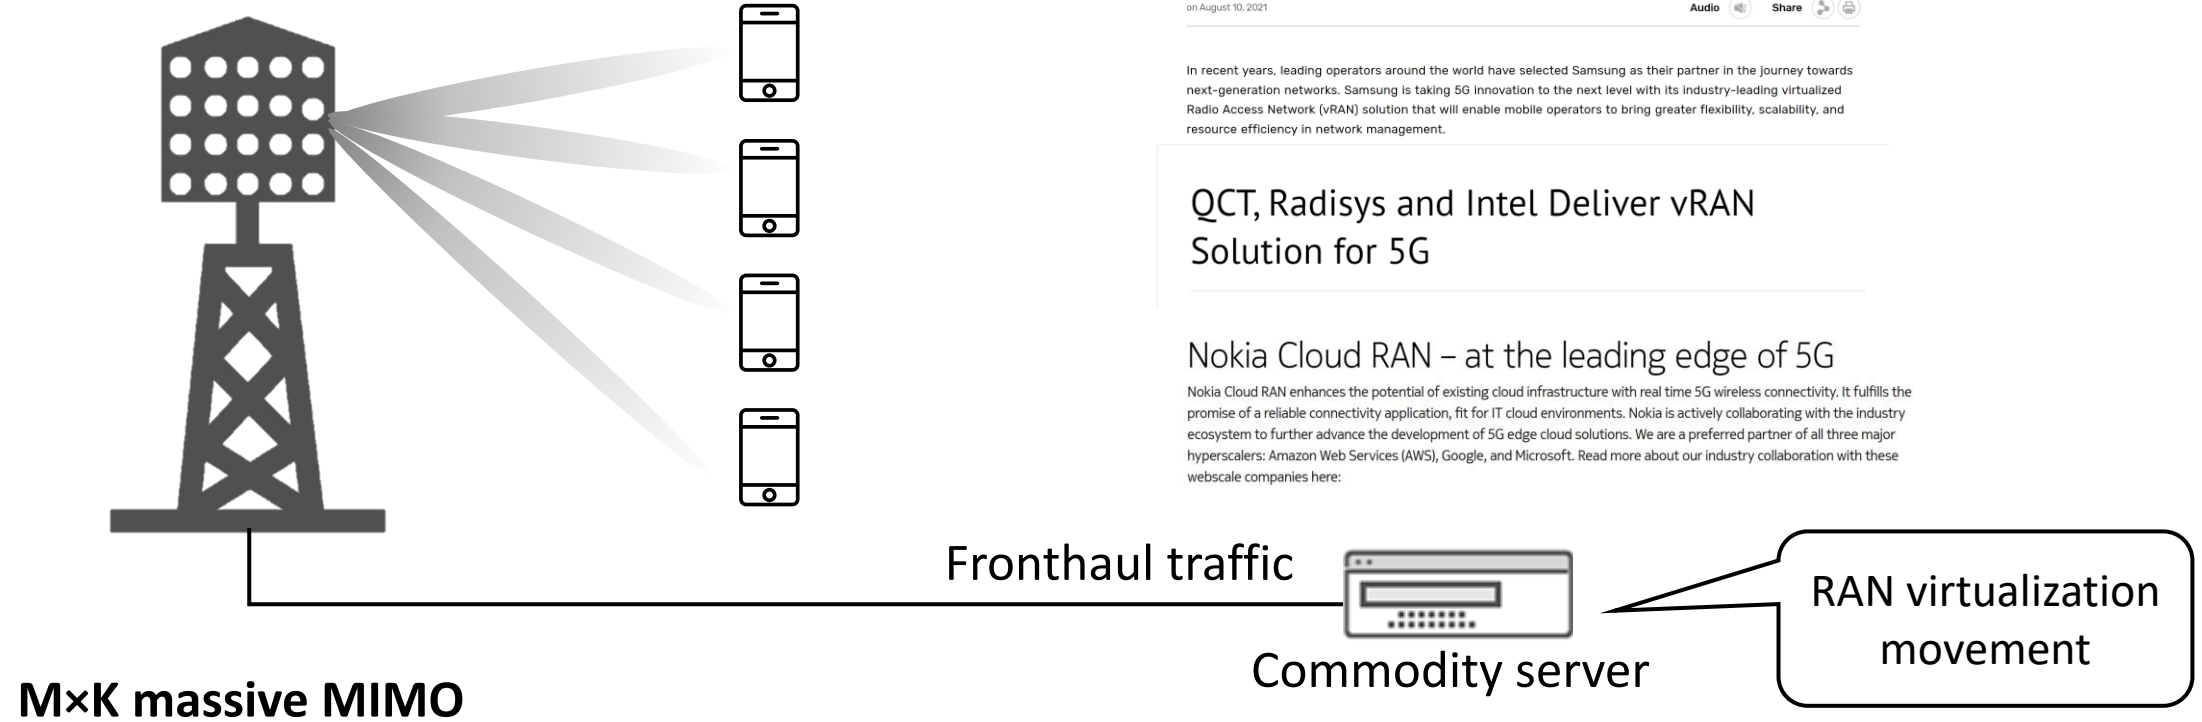 on August 10, 2021
Audio
Share
In recent years, leading operators around the world have selected Samsung as their partner in the journey towards
next-generation networks. Samsung is taking 5G innovation to the next level with its industry-leading virtualized
Radio Access Network (vRAN) solution that will enable mobile operators to bring greater flexibility, scalability, and
resource efficiency in network management.
QCT, Radisys and Intel Deliver vRAN
Solution for 5G
Nokia Cloud RAN – at the leading edge of 5G
Nokia Cloud RAN enhances the potential of existing cloud infrastructure with real time 5G wireless connectivity. It fulfills the
promise of a reliable connectivity application, fit for IT cloud environments. Nokia is actively collaborating with the industry
ecosystem to further advance the development of 5G edge cloud solutions. We are a preferred partner of all three major
hyperscalers: Amazon Web Services (AWS), Google, and Microsoft. Read more about our industry collaboration with these
webscale companies here:
Fronthaul traffic
Commodity server
RAN virtualization
movement
M×K massive MIMO